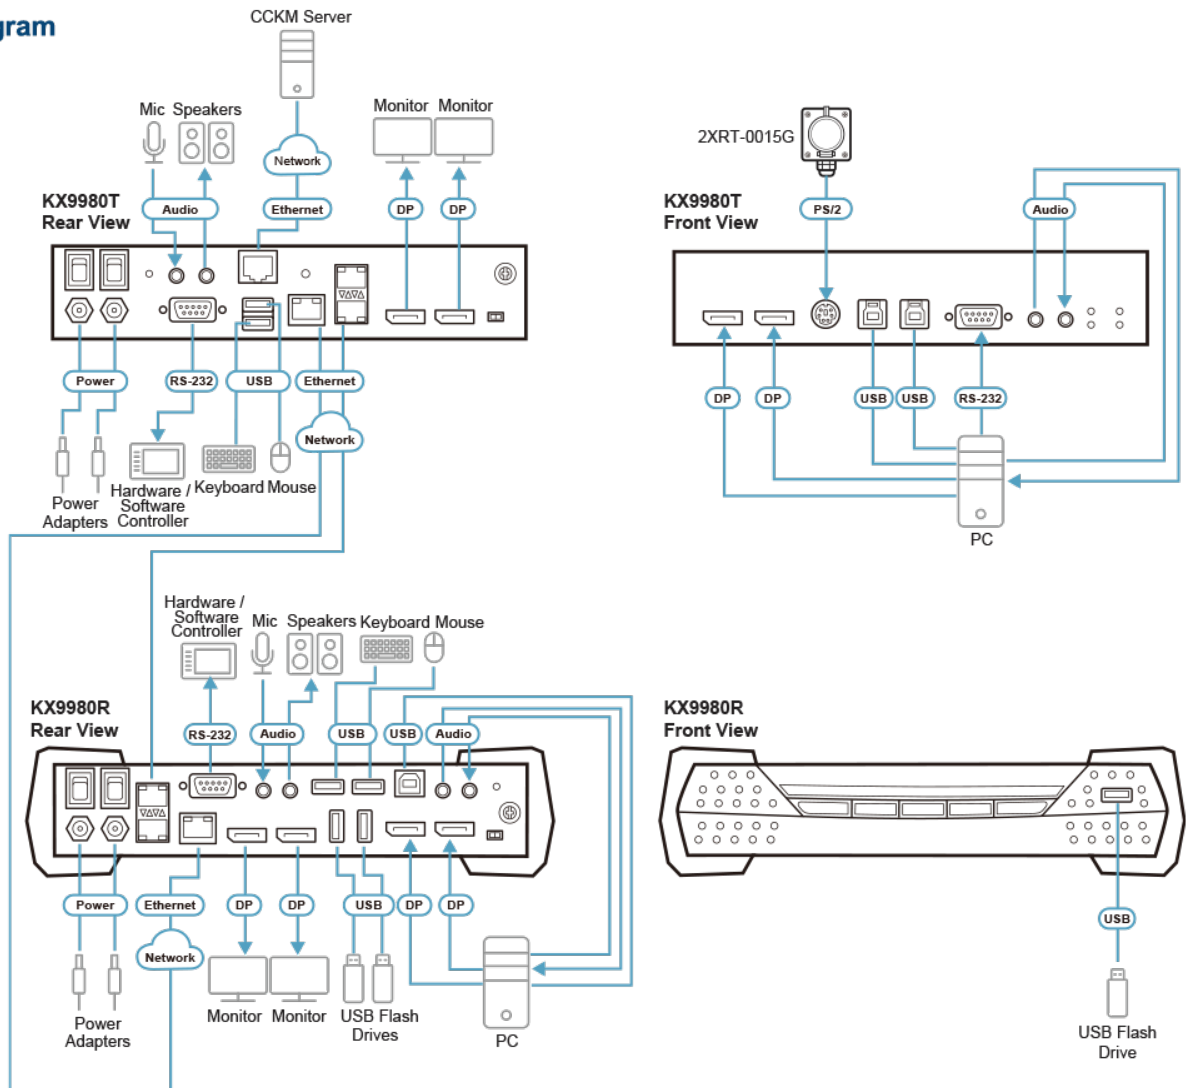 gram
CCKM Server
Mic Speakers
Monitor Monitor
Network
2XRT-0015G
KX9980T
Rear View
Audio
Ethernet
DP
DP
KX9980T
Front View
PS/2
Audio
Power
RS-232
USB
Ethernet
DP
DP
USB
USB
RS-232
Network
Power
Adapters
Hardware /
Software
Controller
Keyboard Mouse
PC
Hardware /
Software
Controller
Mic Speakers Keyboard Mouse
KX9980R
Rear View
RS-232
Audio
USB
USB
Audio
KX9980R
Front View
Power
Ethernet
DP
DP
USB
DP
DP
USB
Network
Power
Adapters
Monitor Monitor
USB Flash
Drives
PC
USB Flash
Drive